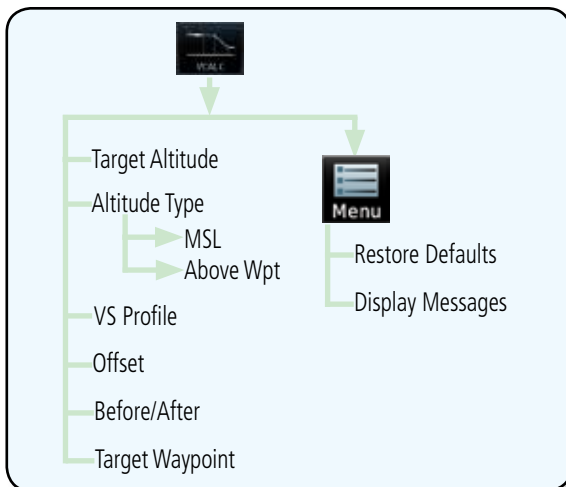 VCALC
Target Altitude
Altitude Type
MSL
Above Wpt
VS Profile
Offset
Before/After
Target Waypoint
Menu
Restore Defaults
Display Messages